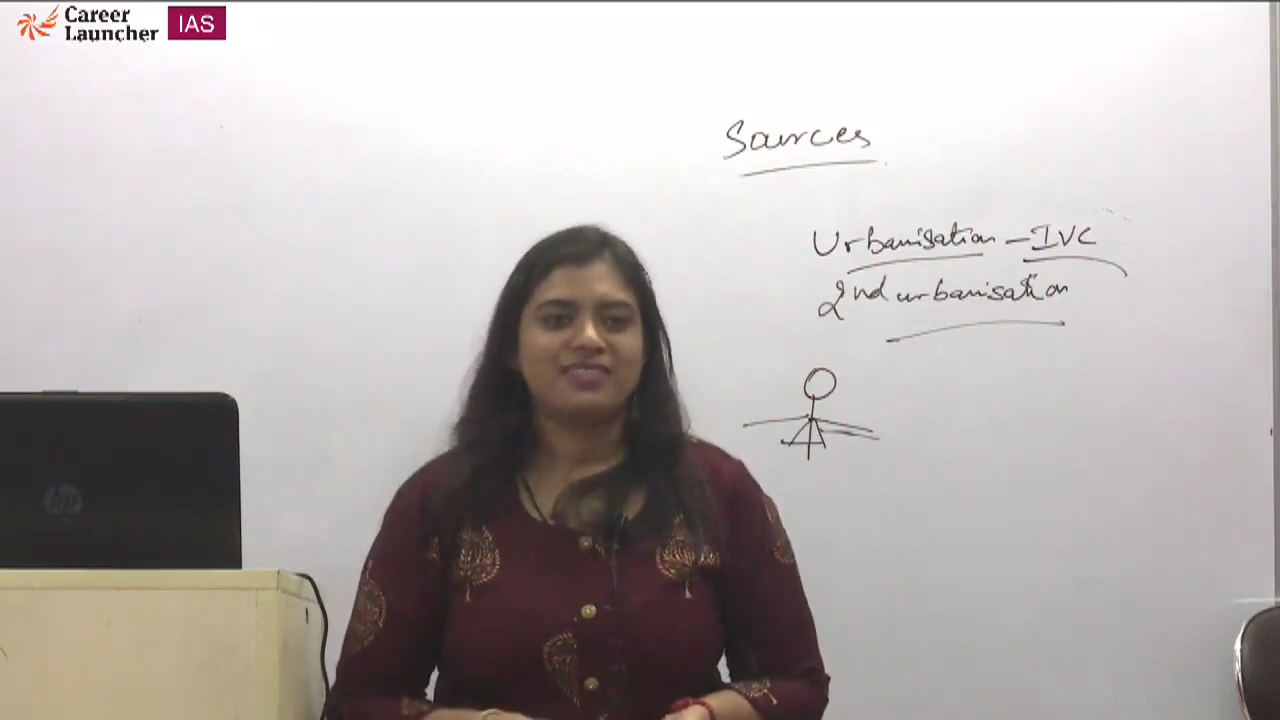 Career
Launcher
IAS
Sources
Urbanisation - IVC
2nd urbanisation
hp